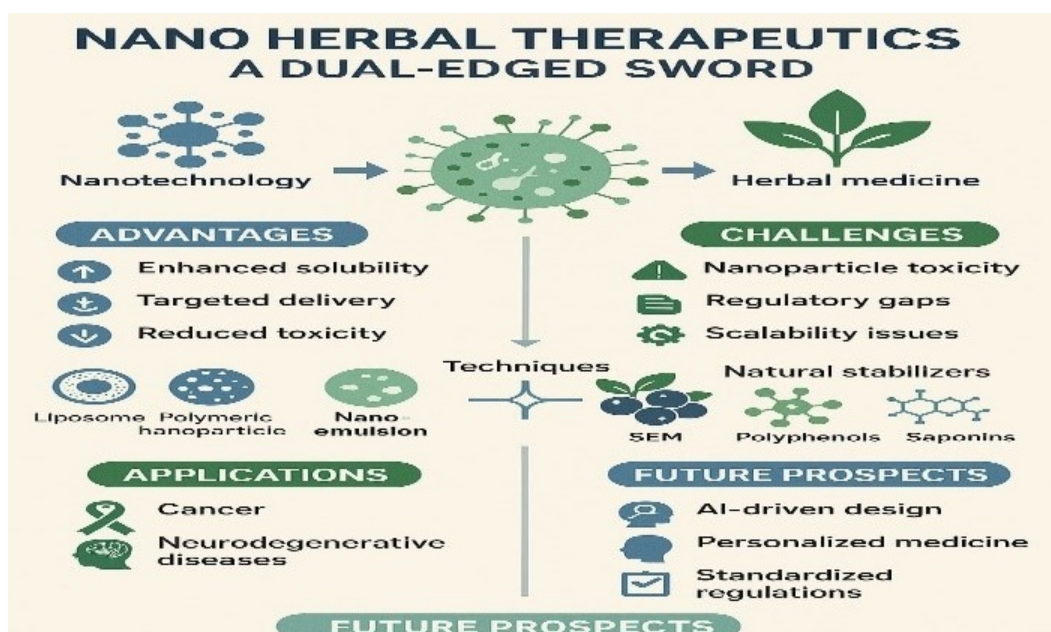 NANO HERBAL THERAPEUTICS
A DUAL-EDGED SWORD
Nanotechnology
Herbal medicine
ADVANTAGES
Enhanced solubility
Targeted delivery
Reduced toxicity
CHALLENGES
Nanoparticle toxicity
Regulatory gaps
Scalability issues
Liposome
Polymeric
hanoparticle
Nano-
emulsion
Techniques
Natural stabilizers
SEM
Polyphenols
Saponins
APPLICATIONS
Cancer
Neurodegenerative
diseases
FUTURE PROSPECTS
AI-driven design
Personalized medicine
Standardized
regulations
FUTURE PROSPECTS